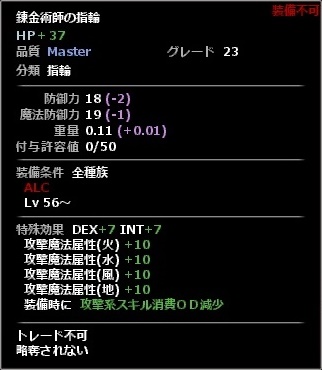 装備不可
錬金術師の指輪
HP+37
品質 Master グレード 23
分類 指輪
防御力 18 (-2)
魔法防御力 19 (-1)
重量 0.11 (+0.01)
付与許容値 0/50
装備条件 全種族
ALC
Lv 56～
特殊効果 DEX+7 INT+7
攻撃魔法属性(火) +10
攻撃魔法属性(水) +10
攻撃魔法属性(風) +10
攻撃魔法属性(地) +10
装備時に 攻撃系スキル消費ＯＤ減少
トレード不可
略奪されない